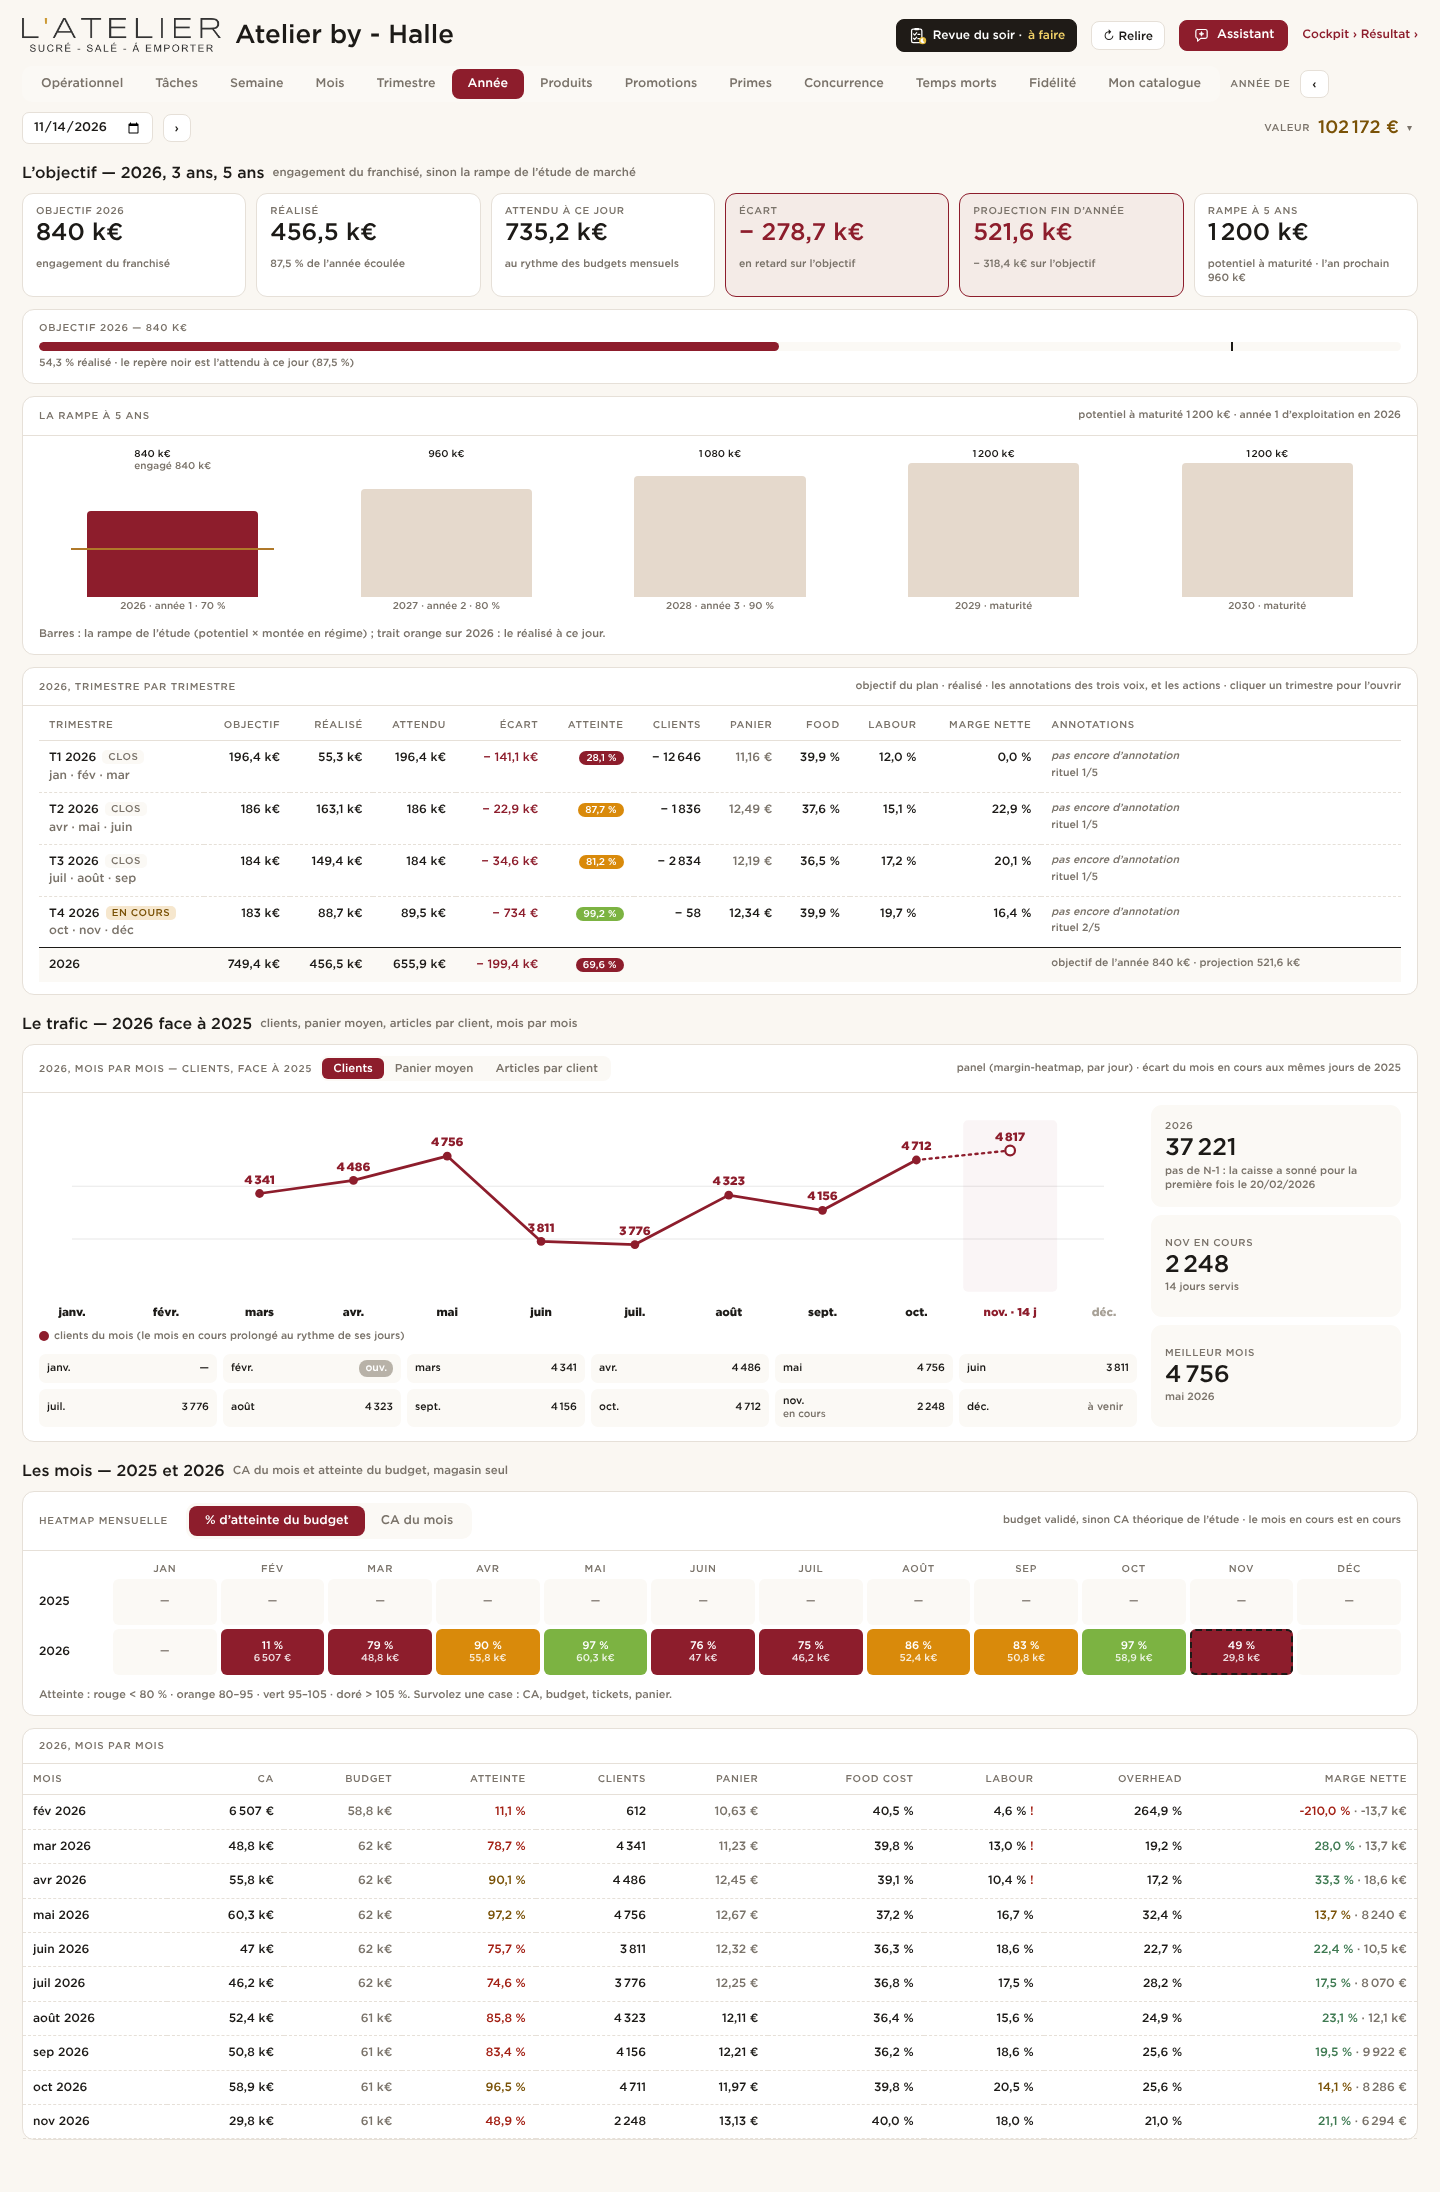 L'ATELIER
SUCRÉ - SALÉ - Á EMPORTER
Atelier by - Halle
Revue du soir · à faire
Relire
Assistant
Cockpit › Résultat ›
Opérationnel Tâches Semaine Mois Trimestre Année Produits Promotions Primes Concurrence Temps morts Fidélité Mon catalogue ANNÉE DE ‹
11/14/2026 › VALEUR 102 172 € ▾
L'objectif — 2026, 3 ans, 5 ans engagement du franchisé, sinon la rampe de l'étude de marché
OBJECTIF 2026
840 k€
engagement du franchisé
RÉALISÉ
456,5 k€
87,5 % de l'année écoulée
ATTENDU À CE JOUR
735,2 k€
au rythme des budgets mensuels
ÉCART
− 278,7 k€
en retard sur l'objectif
PROJECTION FIN D'ANNÉE
521,6 k€
− 318,4 k€ sur l'objectif
RAMPE À 5 ANS
1 200 k€
potentiel à maturité · l'an prochain
960 k€
OBJECTIF 2026 — 840 K€
54,3 % réalisé · le repère noir est l'attendu à ce jour (87,5 %)
LA RAMPE À 5 ANS potentiel à maturité 1 200 k€ · année 1 d'exploitation en 2026
840 k€ 960 k€ 1 080 k€ 1 200 k€ 1 200 k€
engagé 840 k€
2026 · année 1 · 70 % 2027 · année 2 · 80 % 2028 · année 3 · 90 % 2029 · maturité 2030 · maturité
Barres : la rampe de l'étude (potentiel × montée en régime) ; trait orange sur 2026 : le réalisé à ce jour.
2026, TRIMESTRE PAR TRIMESTRE objectif du plan · réalisé · les annotations des trois voix, et les actions · cliquer un trimestre pour l'ouvrir
TRIMESTRE OBJECTIF RÉALISÉ ATTENDU ÉCART ATTEINTE CLIENTS PANIER FOOD LABOUR MARGE NETTE ANNOTATIONS
T1 2026 CLOS 196,4 k€ 55,3 k€ 196,4 k€ − 141,1 k€ 28,1 % − 12 646 11,16 € 39,9 % 12,0 % 0,0 % pas encore d'annotation
jan · fév · mar rituel 1/5
T2 2026 CLOS 186 k€ 163,1 k€ 186 k€ − 22,9 k€ 87,7 % − 1 836 12,49 € 37,6 % 15,1 % 22,9 % pas encore d'annotation
avr · mai · juin rituel 1/5
T3 2026 CLOS 184 k€ 149,4 k€ 184 k€ − 34,6 k€ 81,2 % − 2 834 12,19 € 36,5 % 17,2 % 20,1 % pas encore d'annotation
juil · août · sep rituel 1/5
T4 2026 EN COURS 183 k€ 88,7 k€ 89,5 k€ − 734 € 99,2 % − 58 12,34 € 39,9 % 19,7 % 16,4 % pas encore d'annotation
oct · nov · déc rituel 2/5
2026 749,4 k€ 456,5 k€ 655,9 k€ − 199,4 k€ 69,6 % objectif de l'année 840 k€ · projection 521,6 k€
Le trafic — 2026 face à 2025 clients, panier moyen, articles par client, mois par mois
2026, MOIS PAR MOIS — CLIENTS, FACE À 2025 Clients Panier moyen Articles par client panel (margin-heatmap, par jour) · écart du mois en cours aux mêmes jours de 2025
4 341 4 486 4 756 3 811 3 776 4 323 4 156 4 712 4 817
janv. févr. mars avr. mai juin juil. août sept. oct. nov. · 14 j déc.
clients du mois (le mois en cours prolongé au rythme de ses jours)
janv. — févr. ouv. mars 4 341 avr. 4 486 mai 4 756 juin 3 811
juil. 3 776 août 4 323 sept. 4 156 oct. 4 712 nov. en cours 2 248 déc. à venir
2026
37 221
pas de N-1 : la caisse a sonné pour la
première fois le 20/02/2026
NOV EN COURS
2 248
14 jours servis
MEILLEUR MOIS
4 756
mai 2026
Les mois — 2025 et 2026 CA du mois et atteinte du budget, magasin seul
HEATMAP MENSUELLE % d'atteinte du budget CA du mois budget validé, sinon CA théorique de l'étude · le mois en cours est en cours
JAN FÉV MAR AVR MAI JUIN JUIL AOÛT SEP OCT NOV DÉC
2025 — — — — — — — — — — — —
2026 — 11 % 79 % 90 % 97 % 76 % 75 % 86 % 83 % 97 % 49 %
6 507 € 48,8 k€ 55,8 k€ 60,3 k€ 47 k€ 46,2 k€ 52,4 k€ 50,8 k€ 58,9 k€ 29,8 k€
Atteinte : rouge < 80 % · orange 80–95 · vert 95–105 · doré > 105 %. Survolez une case : CA, budget, tickets, panier.
2026, MOIS PAR MOIS
MOIS CA BUDGET ATTEINTE CLIENTS PANIER FOOD COST LABOUR OVERHEAD MARGE NETTE
fév 2026 6 507 € 58,8 k€ 11,1 % 612 10,63 € 40,5 % 4,6 % ! 264,9 % -210,0 % · -13,7 k€
mar 2026 48,8 k€ 62 k€ 78,7 % 4 341 11,23 € 39,8 % 13,0 % ! 19,2 % 28,0 % · 13,7 k€
avr 2026 55,8 k€ 62 k€ 90,1 % 4 486 12,45 € 39,1 % 10,4 % ! 17,2 % 33,3 % · 18,6 k€
mai 2026 60,3 k€ 62 k€ 97,2 % 4 756 12,67 € 37,2 % 16,7 % 32,4 % 13,7 % · 8 240 €
juin 2026 47 k€ 62 k€ 75,7 % 3 811 12,32 € 36,3 % 18,6 % 22,7 % 22,4 % · 10,5 k€
juil 2026 46,2 k€ 62 k€ 74,6 % 3 776 12,25 € 36,8 % 17,5 % 28,2 % 17,5 % · 8 070 €
août 2026 52,4 k€ 61 k€ 85,8 % 4 323 12,11 € 36,4 % 15,6 % 24,9 % 23,1 % · 12,1 k€
sep 2026 50,8 k€ 61 k€ 83,4 % 4 156 12,21 € 36,2 % 18,6 % 25,6 % 19,5 % · 9 922 €
oct 2026 58,9 k€ 61 k€ 96,5 % 4 711 11,97 € 39,8 % 20,5 % 25,6 % 14,1 % · 8 286 €
nov 2026 29,8 k€ 61 k€ 48,9 % 2 248 13,13 € 40,0 % 18,0 % 21,0 % 21,1 % · 6 294 €